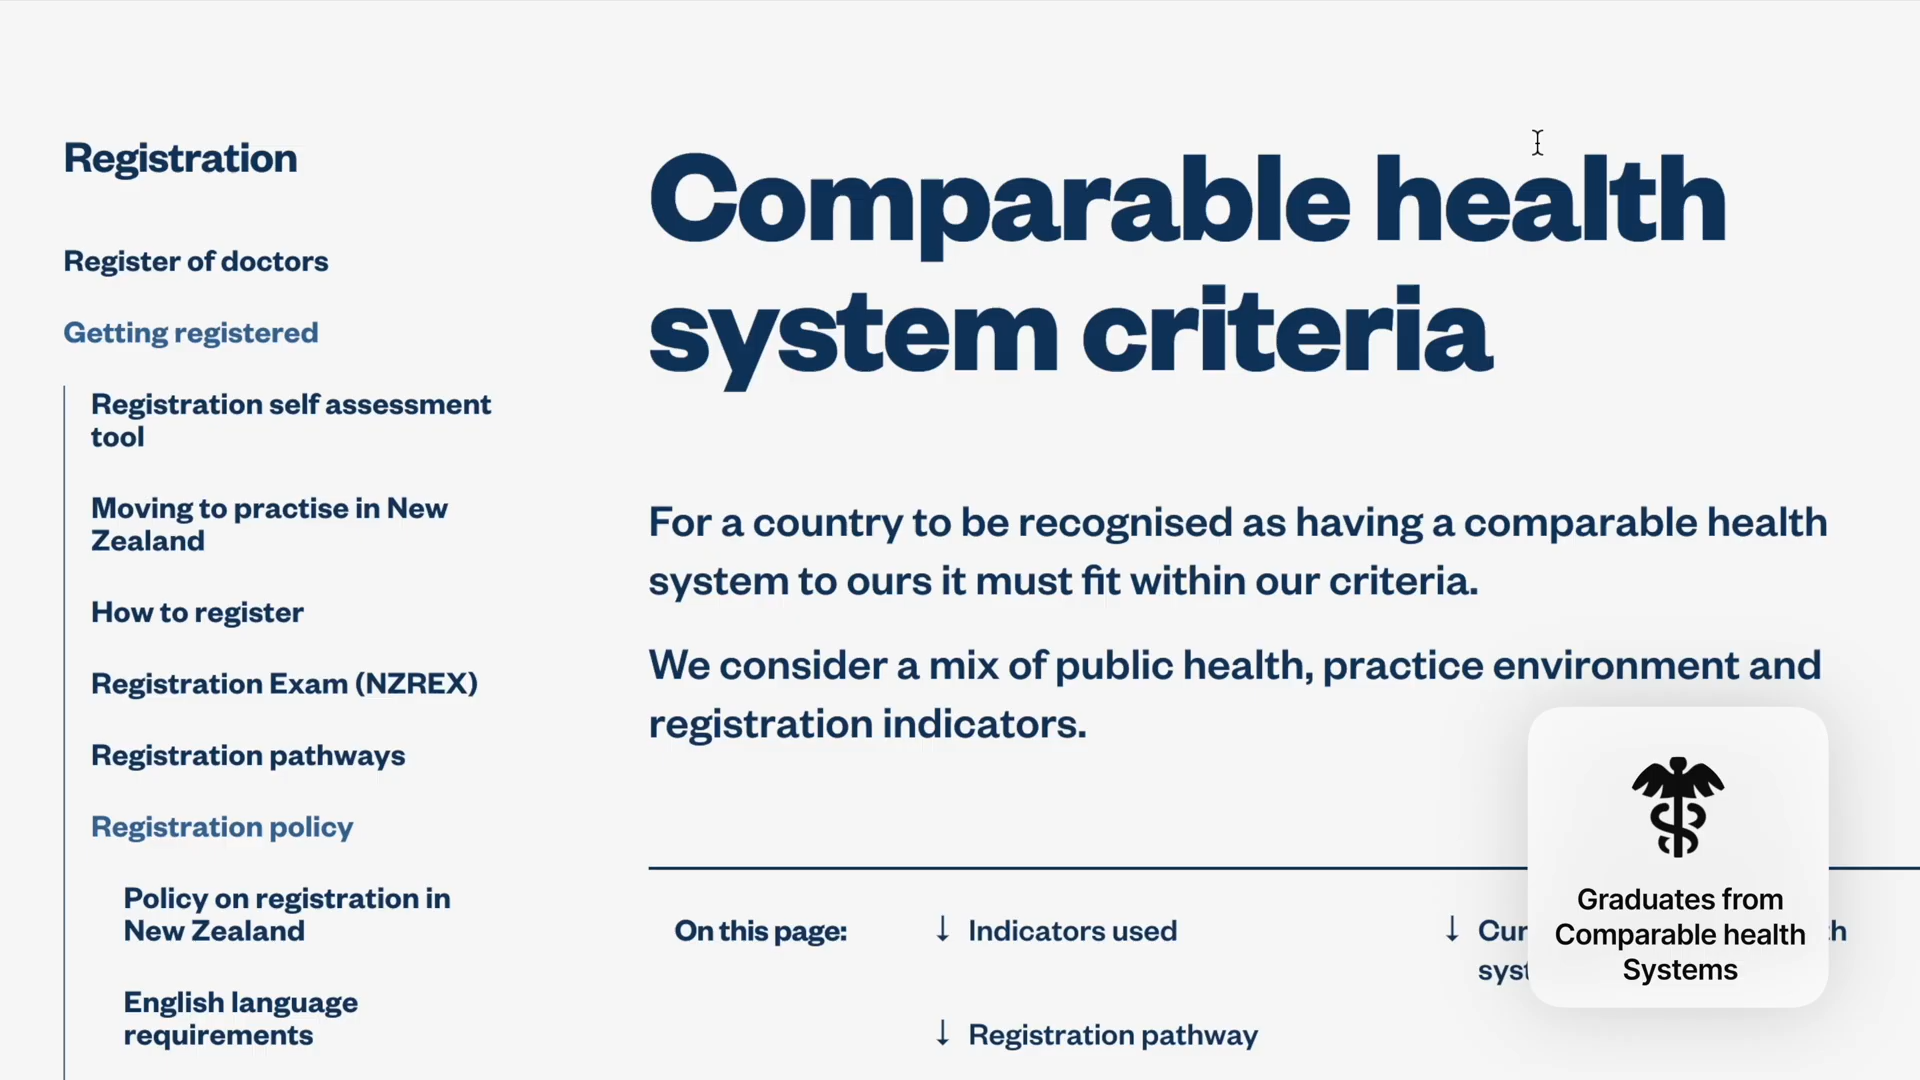 Registration
Register of doctors
Getting registered
Registration self assessment
tool
Moving to practise in New
Zealand
How to register
Registration Exam (NZREX)
Registration pathways
Registration policy
Policy on registration in
New Zealand
English language
requirements
Comparable health
system criteria
For a country to be recognised as having a comparable health
system to ours it must fit within our criteria.
We consider a mix of public health, practice environment and
registration indicators.
On this page:
↓ Indicators used
↓ Registration pathway
↓
Graduates from
Comparable health
Systems